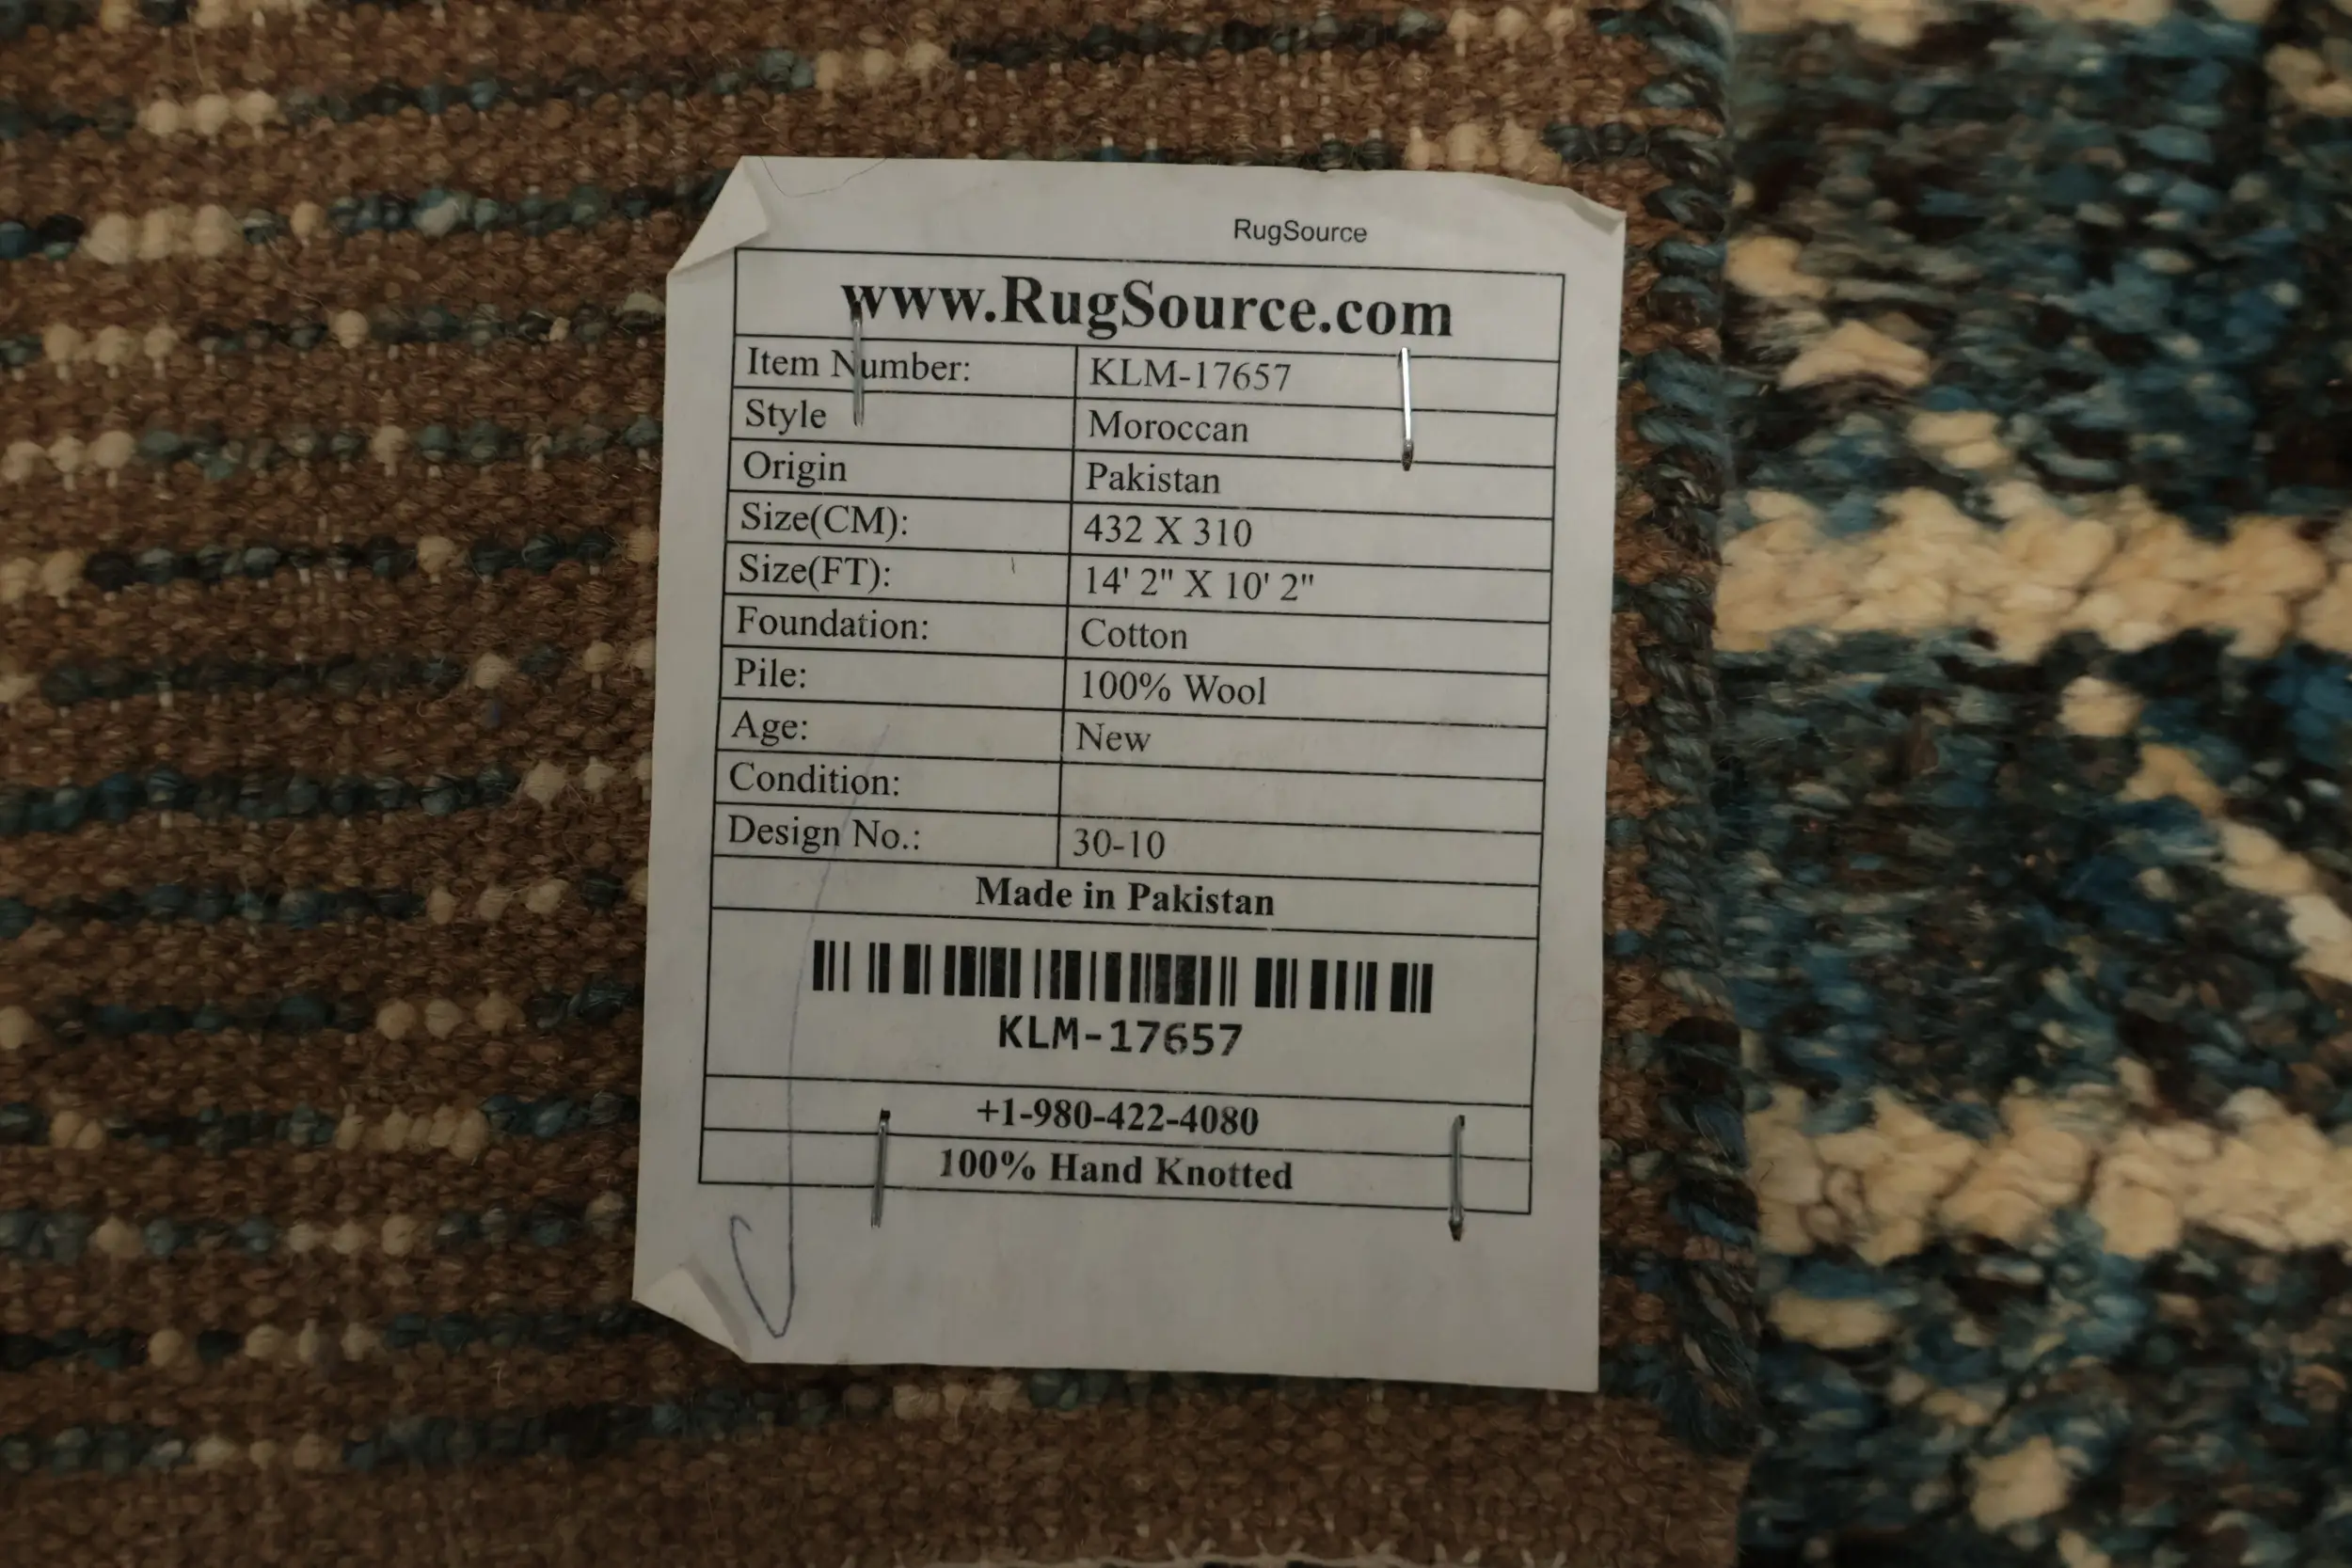 RugSource
www.RugSource.com
Item Number: KLM-17657
Style Moroccan
Origin Pakistan
Size(CM): 432 X 310
Size(FT): 14' 2" X 10' 2"
Foundation: Cotton
Pile: 100% Wool
Age: New
Condition:
Design No.: 30-10
Made in Pakistan
KLM-17657
+1-980-422-4080
100% Hand Knotted